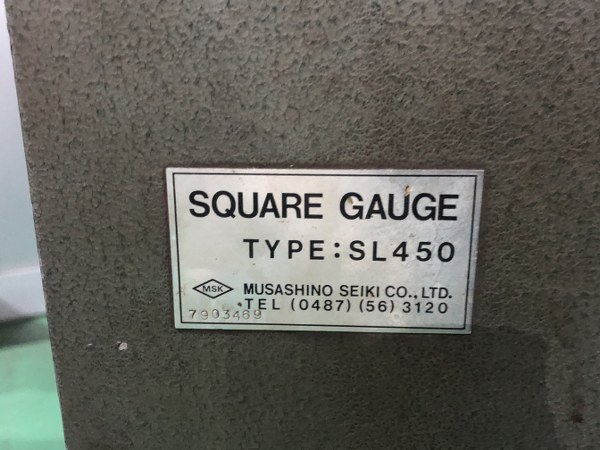 SQUARE GAUGE
TYPE:SL450
MSK MUSASHINO SEIKI CO., LTD.
TEL (0487) (56) 3120
7903469